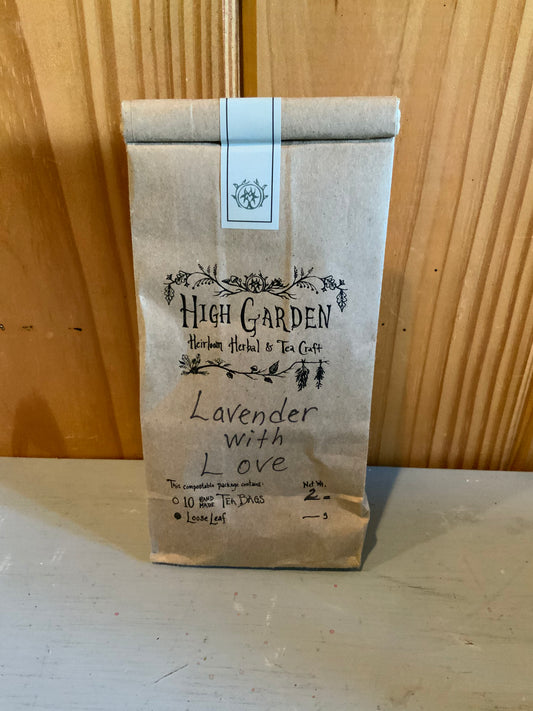 HIGH GARDEN
Heirloom Herbal & Tea Craft
Lavender
with
Love
This compostable package contains: Net Wt.
10 HAND MADE TEA BAGS 2 oz
Loose Leaf — g